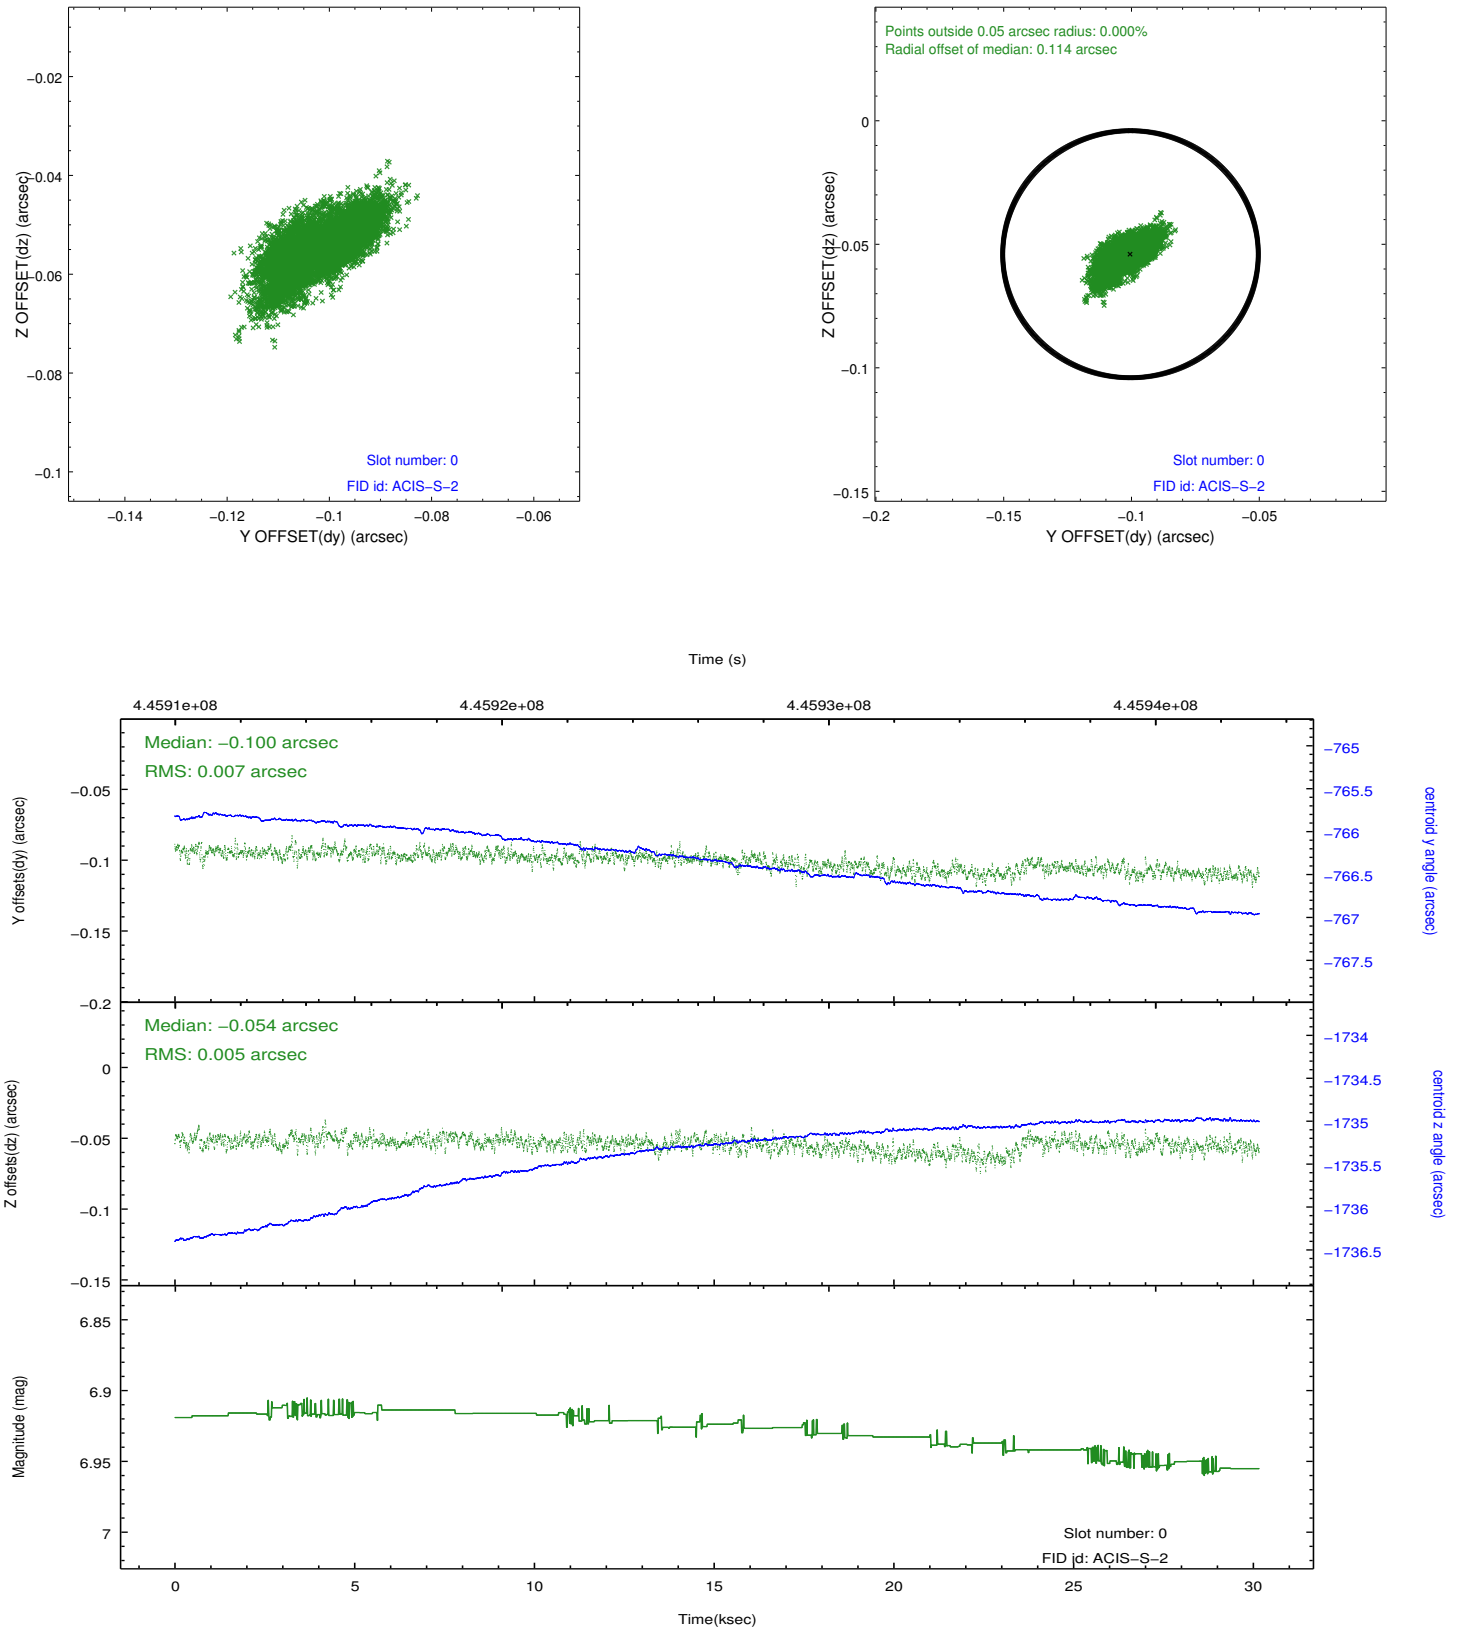 −0.02
−0.04
−0.06
−0.08
−0.1
Z OFFSET(dz) (arcsec)
Slot number: 0
FID id: ACIS−S−2
−0.14
−0.12
−0.1
−0.08
−0.06
Y OFFSET(dy) (arcsec)
Points outside 0.05 arcsec radius: 0.000%
Radial offset of median: 0.114 arcsec
0
−0.05
−0.1
−0.15
Z OFFSET(dz) (arcsec)
Slot number: 0
FID id: ACIS−S−2
−0.2
−0.15
−0.1
−0.05
Y OFFSET(dy) (arcsec)
Time (s)
4.4591e+08
4.4592e+08
4.4593e+08
4.4594e+08
Median: −0.100 arcsec
RMS: 0.007 arcsec
−0.05
−0.1
−0.15
−0.2
Y offsets(dy) (arcsec)
−765
−765.5
−766
−766.5
−767
−767.5
centroid y angle (arcsec)
Median: −0.054 arcsec
RMS: 0.005 arcsec
0
−0.05
−0.1
−0.15
Z offsets(dz) (arcsec)
−1734
−1734.5
−1735
−1735.5
−1736
−1736.5
centroid z angle (arcsec)
6.85
6.9
6.95
7
Magnitude (mag)
Slot number: 0
FID id: ACIS−S−2
0
5
10
15
20
25
30
Time(ksec)